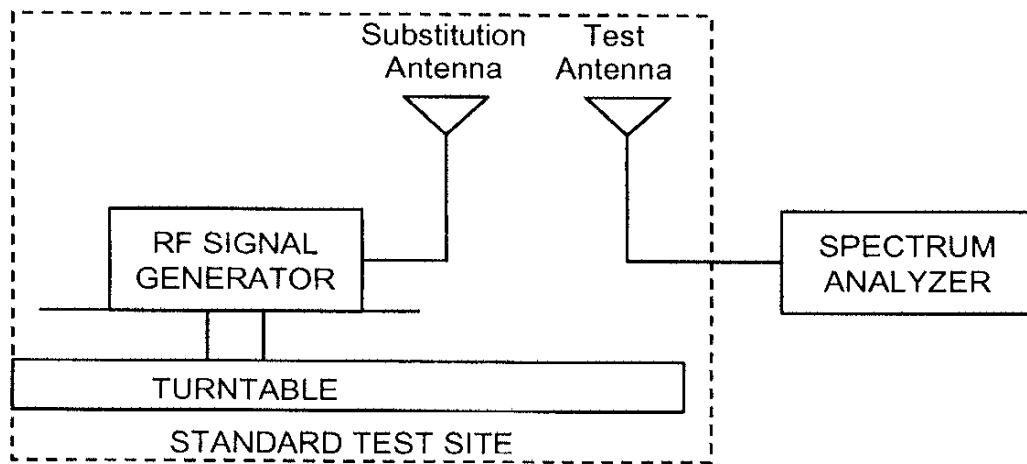 Substitution
Antenna
Test
Antenna
RF SIGNAL
GENERATOR
SPECTRUM
ANALYZER
TURNTABLE
STANDARD TEST SITE